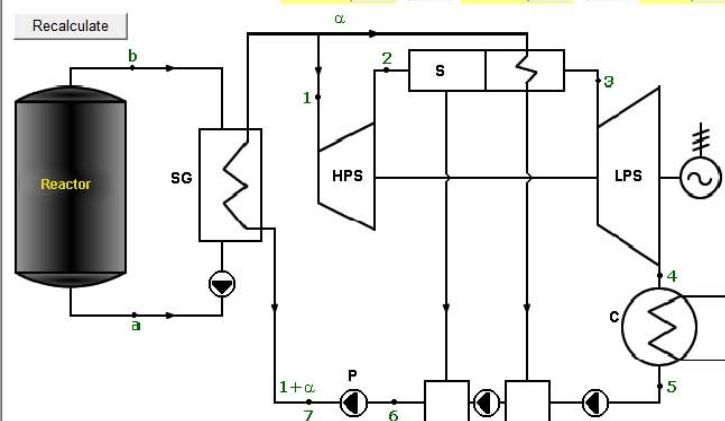 Recalculate
α
b
2
S
3
1
Reactor
SG
HPS
LPS
4
C
a
1+α
P
5
7
6